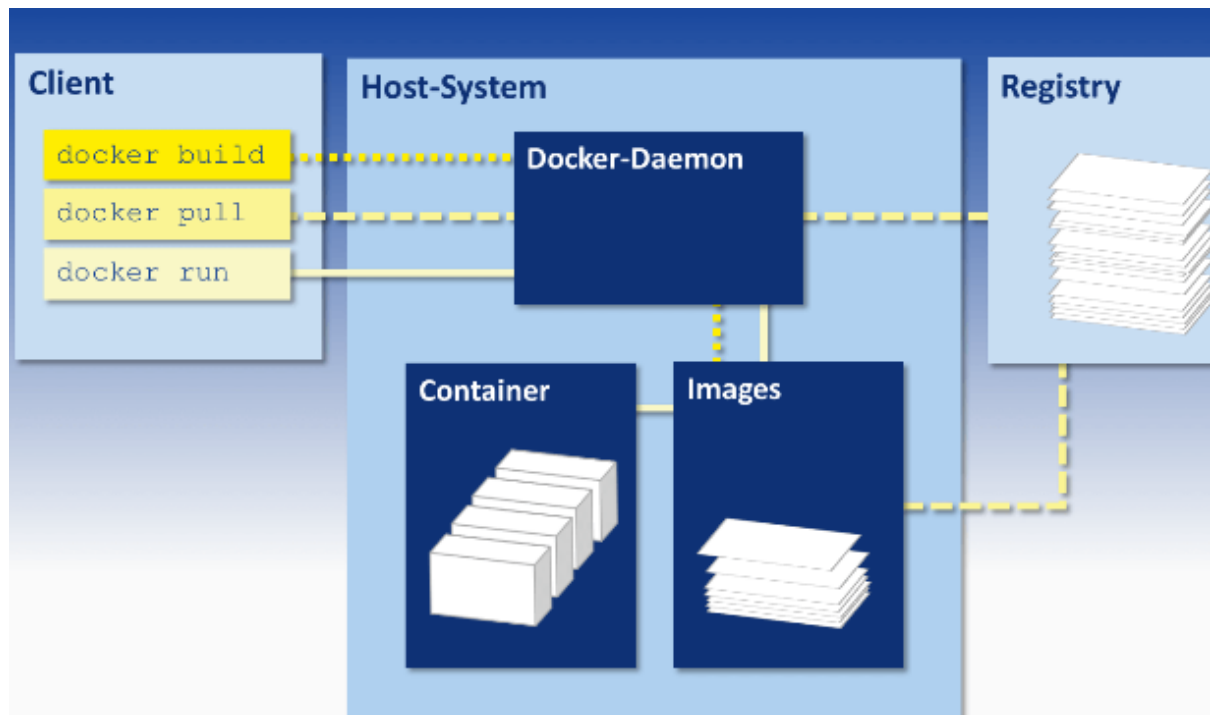 Client
docker build
docker pull
docker run
Host-System
Docker-Daemon
Container
Images
Registry